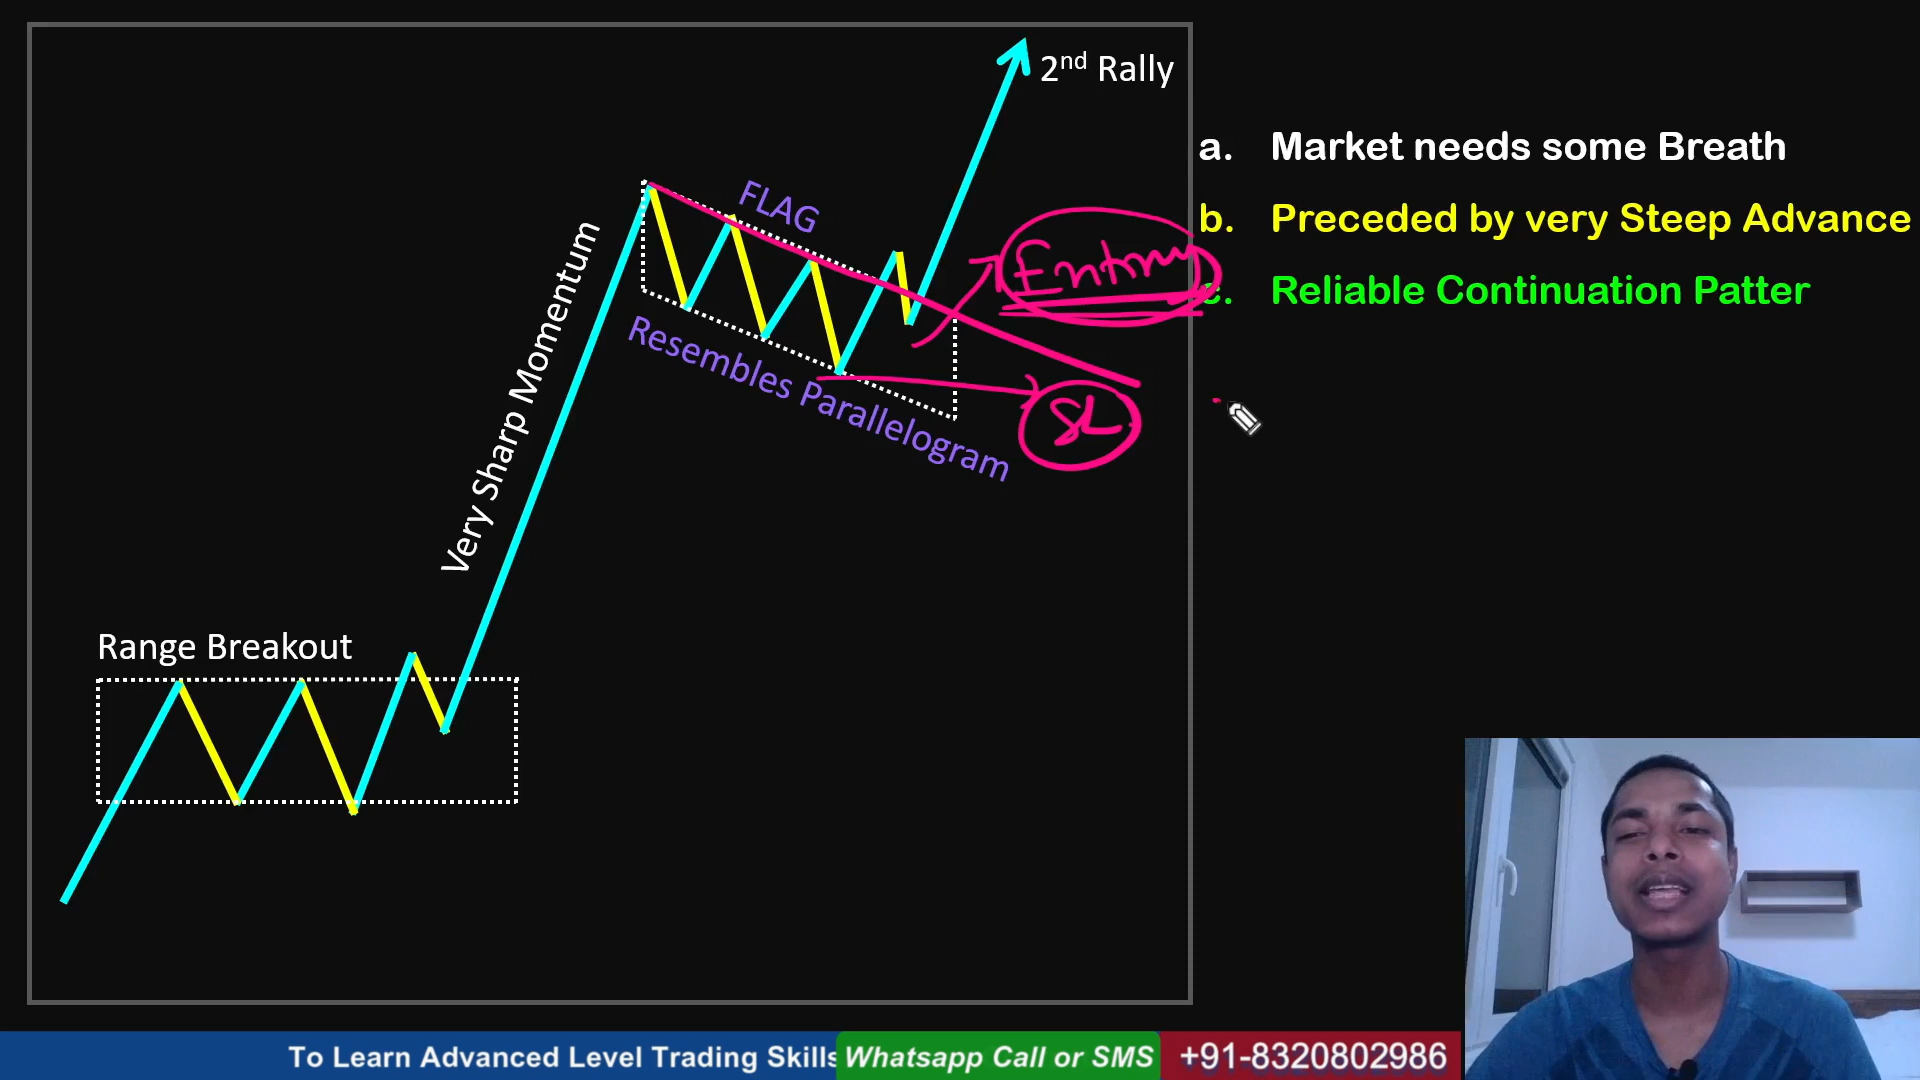 2nd Rally
a. Market needs some Breath
FLAG
b. Preceded by very Steep Advance
Entry
c. Reliable Continuation Patter
Resembles Parallelogram
Very Sharp Momentum
SL
Range Breakout
To Learn Advanced Level Trading Skills
Whatsapp Call or SMS
+91-8320802986